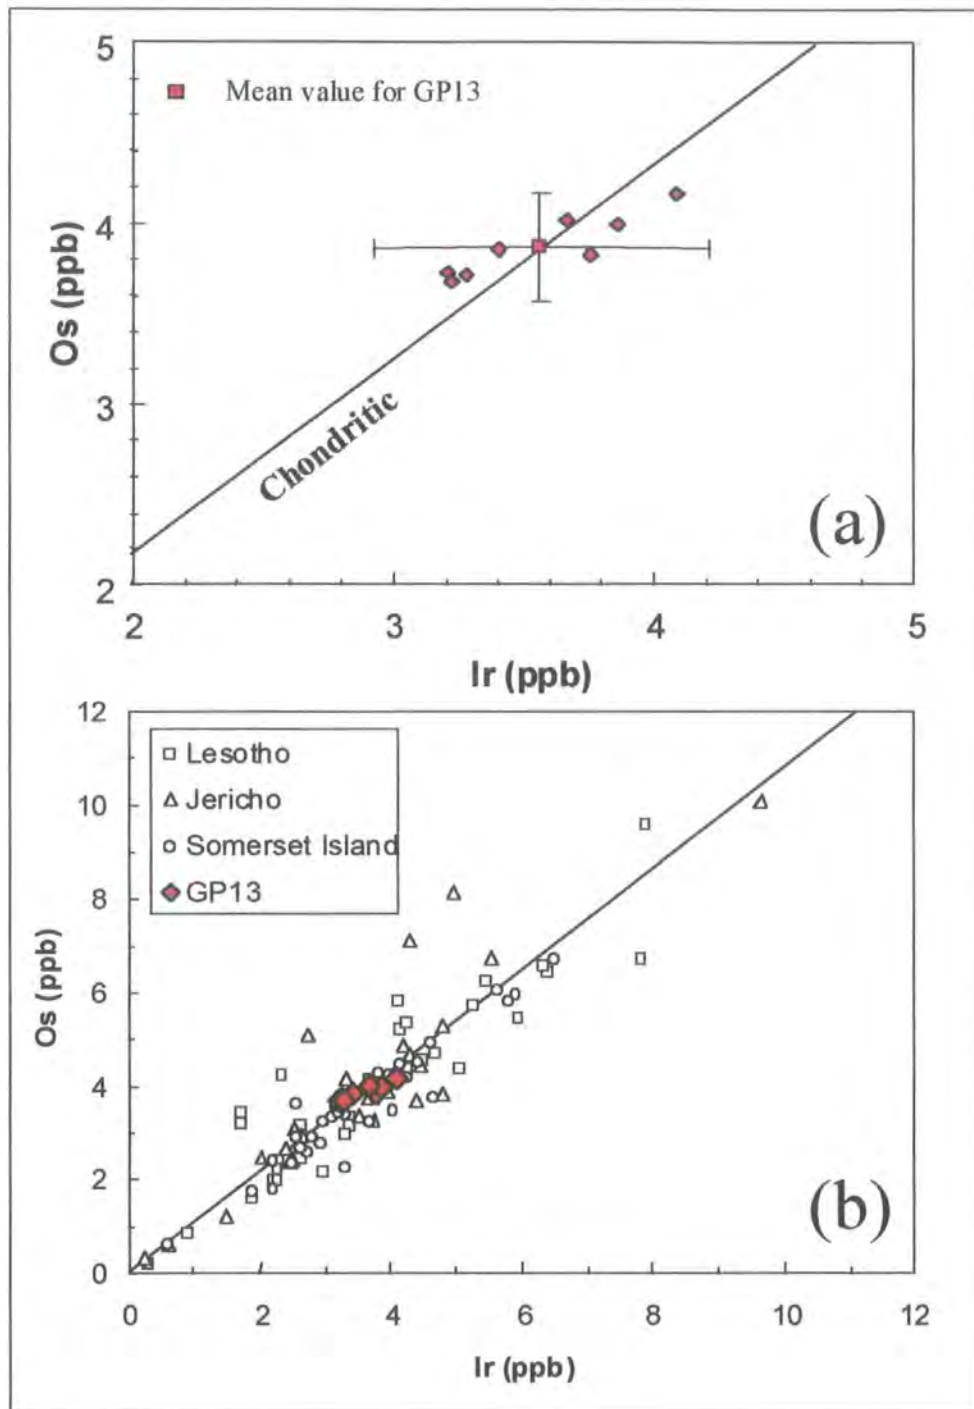 5
Mean value for GP13
4
3
2
Os (ppb)
Chondritic
(a)
2 3 4 5
Ir (ppb)
12
10
8
6
4
2
0
Os (ppb)
Lesotho
Jericho
Somerset Island
GP13
(b)
0 2 4 6 8 10 12
Ir (ppb)